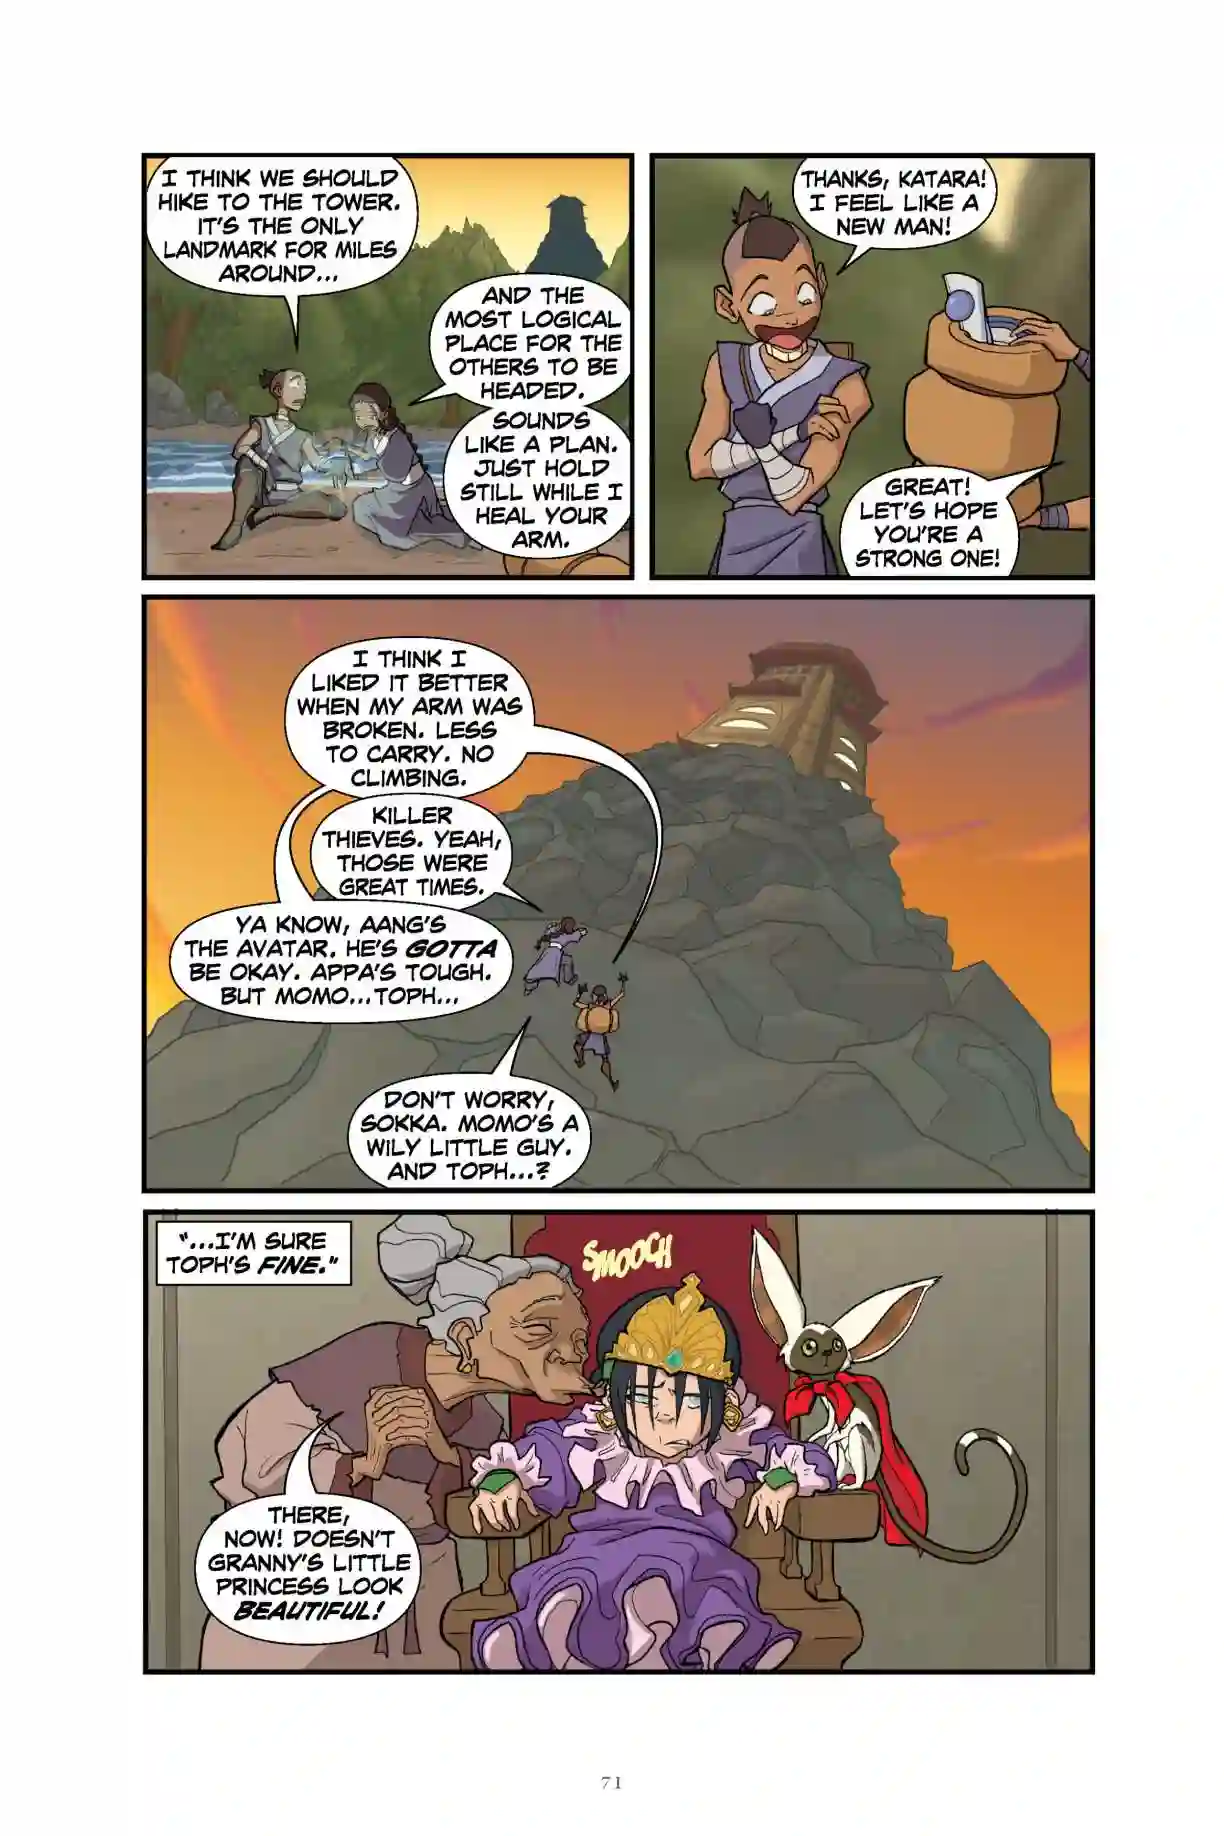 I THINK WE SHOULD
HIKE TO THE TOWER.
IT'S THE ONLY
LANDMARK FOR MILES
AROUND...
AND THE
MOST LOGICAL
PLACE FOR THE
OTHERS TO BE
HEADED.
SOUNDS
LIKE A PLAN.
JUST HOLD
STILL WHILE I
HEAL YOUR
ARM.
THANKS, KATARA!
I FEEL LIKE A
NEW MAN!
GREAT!
LET'S HOPE
YOU'RE A
STRONG ONE!
I THINK I
LIKED IT BETTER
WHEN MY ARM WAS
BROKEN. LESS
TO CARRY. NO
CLIMBING.
KILLER
THIEVES. YEAH,
THOSE WERE
GREAT TIMES.
YA KNOW, AANG'S
THE AVATAR. HE'S GOTTA
BE OKAY. APPA'S TOUGH.
BUT MOMO...TOPH...
DON'T WORRY,
SOKKA. MOMO'S A
WILY LITTLE GUY.
AND TOPH...?
"...I'M SURE
TOPH'S FINE."
SMOOCH
THERE,
NOW! DOESN'T
GRANNY'S LITTLE
PRINCESS LOOK
BEAUTIFUL!
71